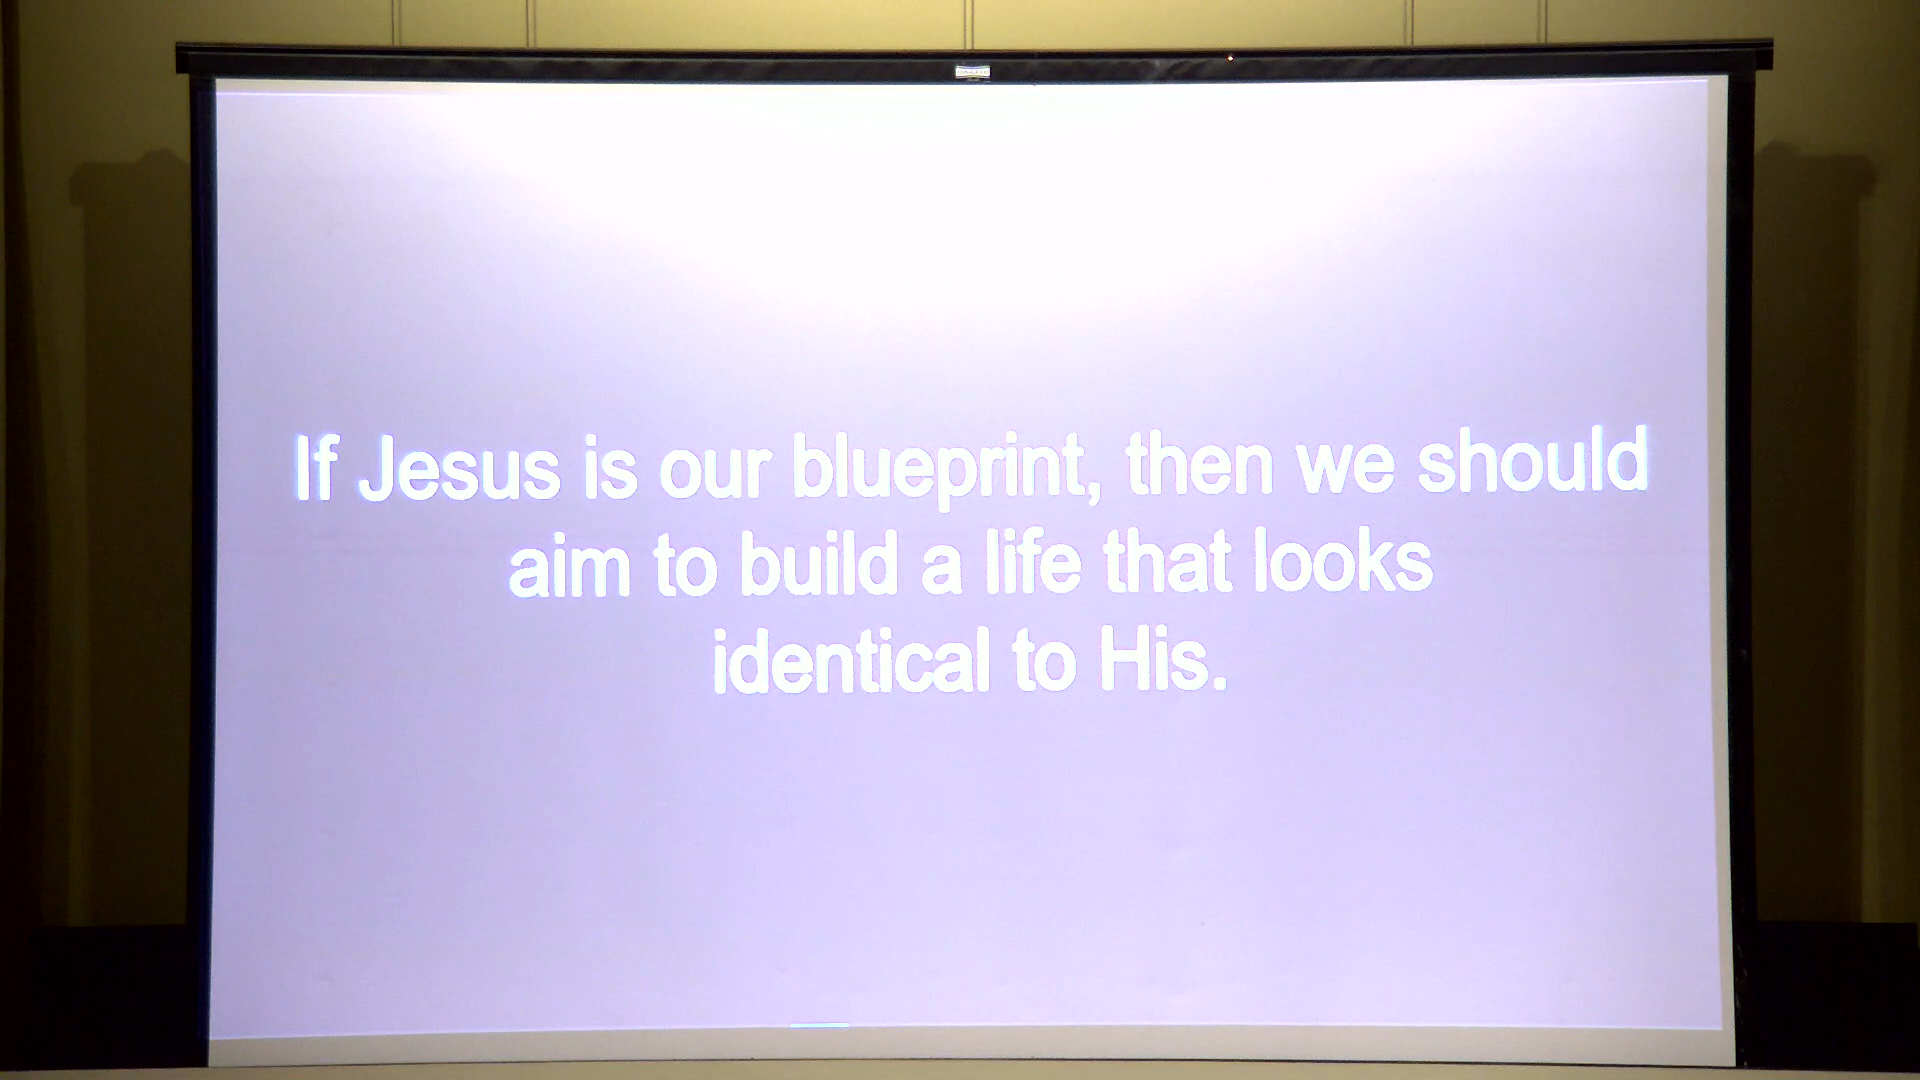 If Jesus is our blueprint, then we should
aim to build a life that looks
identical to His.